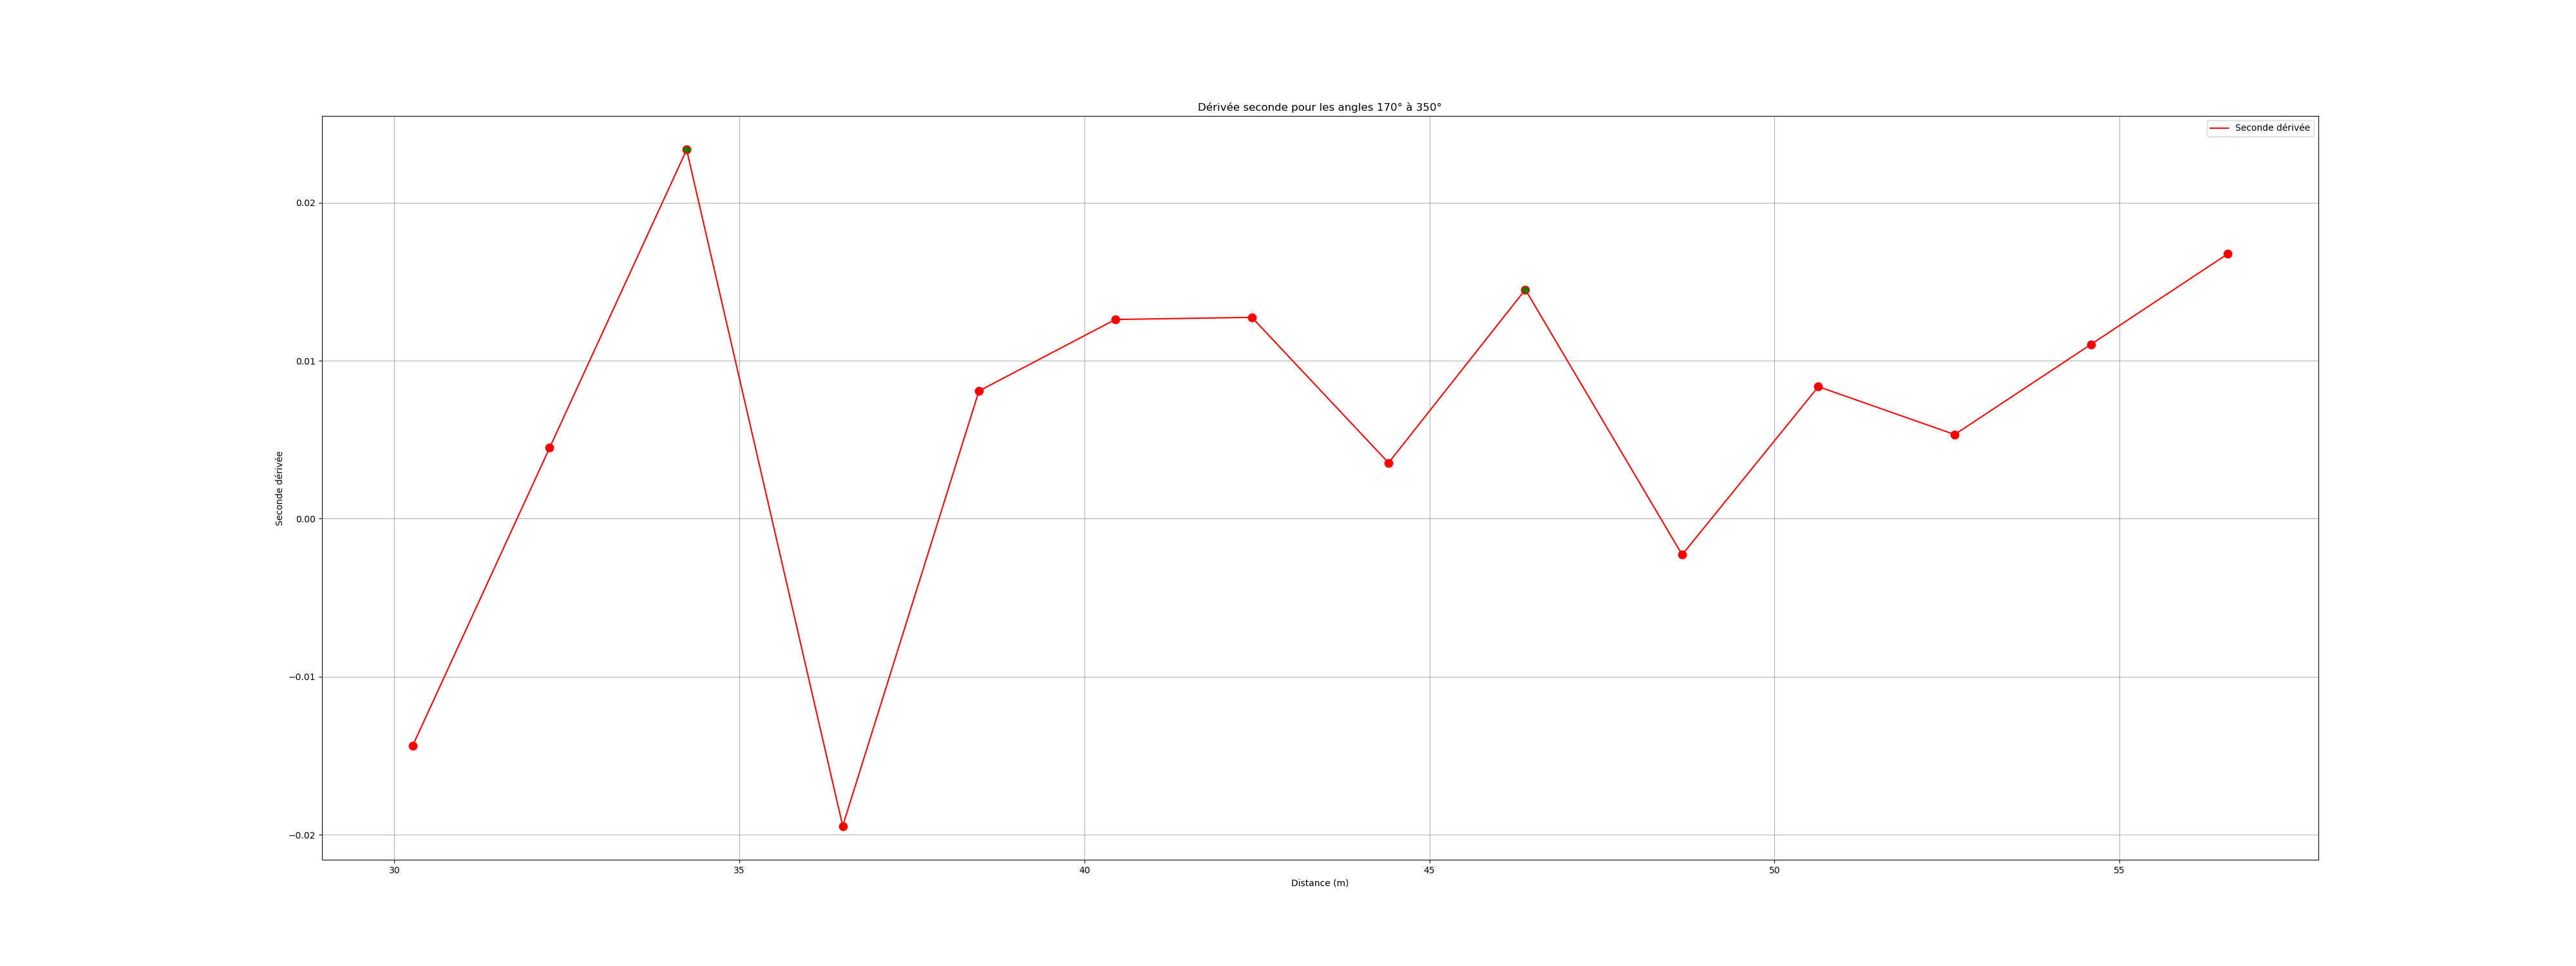 Dérivée seconde pour les angles 170° à 350°
Seconde dérivée
0.02
0.01
0.00
−0.01
−0.02
Seconde dérivée
30
35
40
45
50
55
Distance (m)